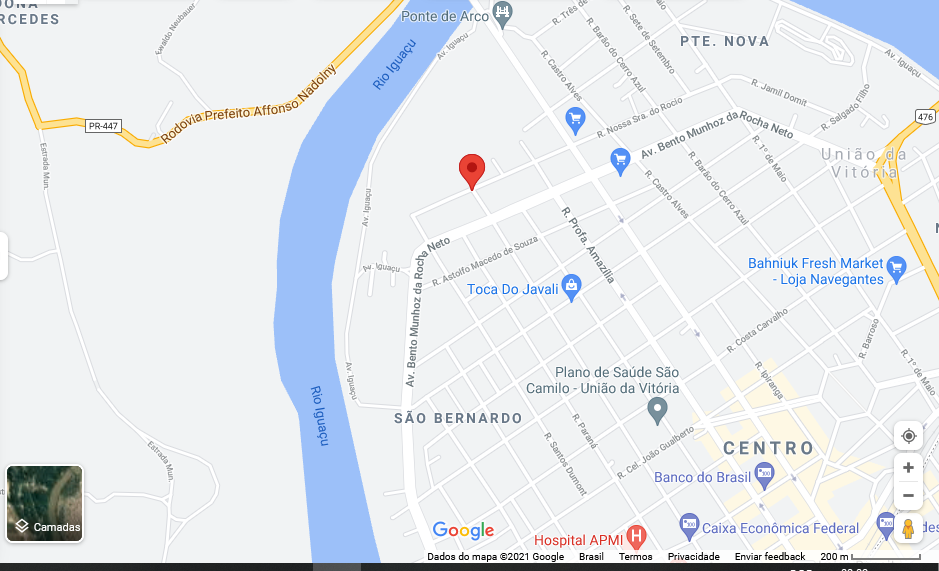 ERCEDES
Ewaldo Neubauer
Ponte de Arco
R. Três de
R. Sete de Setembro
R. Barão do Cerro Azul
R. Castro Alves
PTE. NOVA
Av. Iguaçu
Av. Iguaçu
Rio Iguaçu
Rodovia Prefeito Affonso Nadolny
PR-447
R. Jamil Domit
R. Salgado Filho
476
R. Nossa Sra. do Rocio
Av. Bento Munhoz da Rocha Neto
União da
Vitória
Estrada Mun.
R. 1º de Maio
R. Barão do Cerro Azul
R. Castro Alves
Av. Iguaçu
R. Profa. Amazília
Av. Bento Munhoz da Rocha Neto
R. Astolfo Macedo de Souza
Av. Iguaçu
Toca Do Javali
Bahniuk Fresh Market
- Loja Navegantes
R. Costa Carvalho
R. Barroso
R. 1º de Maio
Av. Iguaçu
Plano de Saúde São
Camilo - União da Vitória
R. Ipiranga
Rio Iguaçu
SÃO BERNARDO
R. Paraná
R. Santos Dumont
R. Cel. João Gualberto
CENTRO
Estrada Mun.
Banco do Brasil
Camadas
Google
Hospital APMI
Caixa Econômica Federal
Dados do mapa ©2021 Google Brasil Termos Privacidade Enviar feedback 200 m